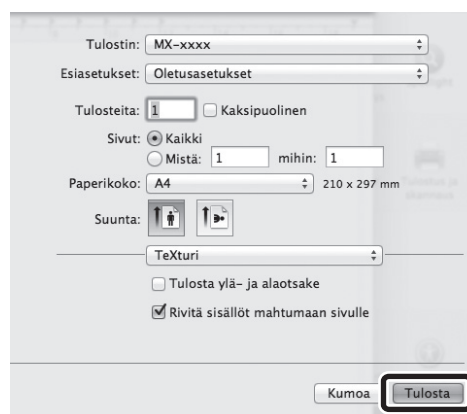 Tulostin: MX-xxxx
Esiasetukset: Oletusasetukset
Tulosteita: 1 Kaksipuolinen
Sivut: Kaikki
Mistä: 1 mihin: 1
Paperikoko: A4 210 x 297 mm
Suunta:
TeXturi
Tulosta ylä- ja alaotsake
Rivitä sisällöt mahtumaan sivulle
Kumoa Tulosta